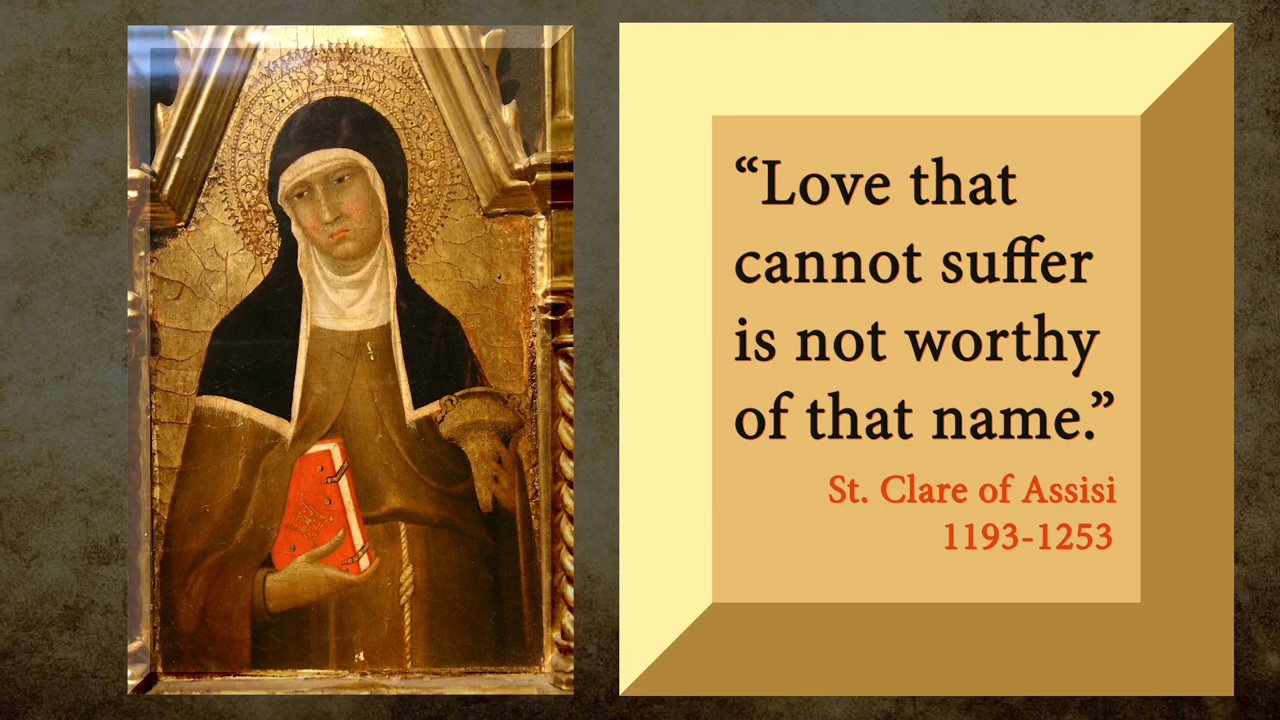 “Love that
cannot suffer
is not worthy
of that name.”
St. Clare of Assisi
1193-1253